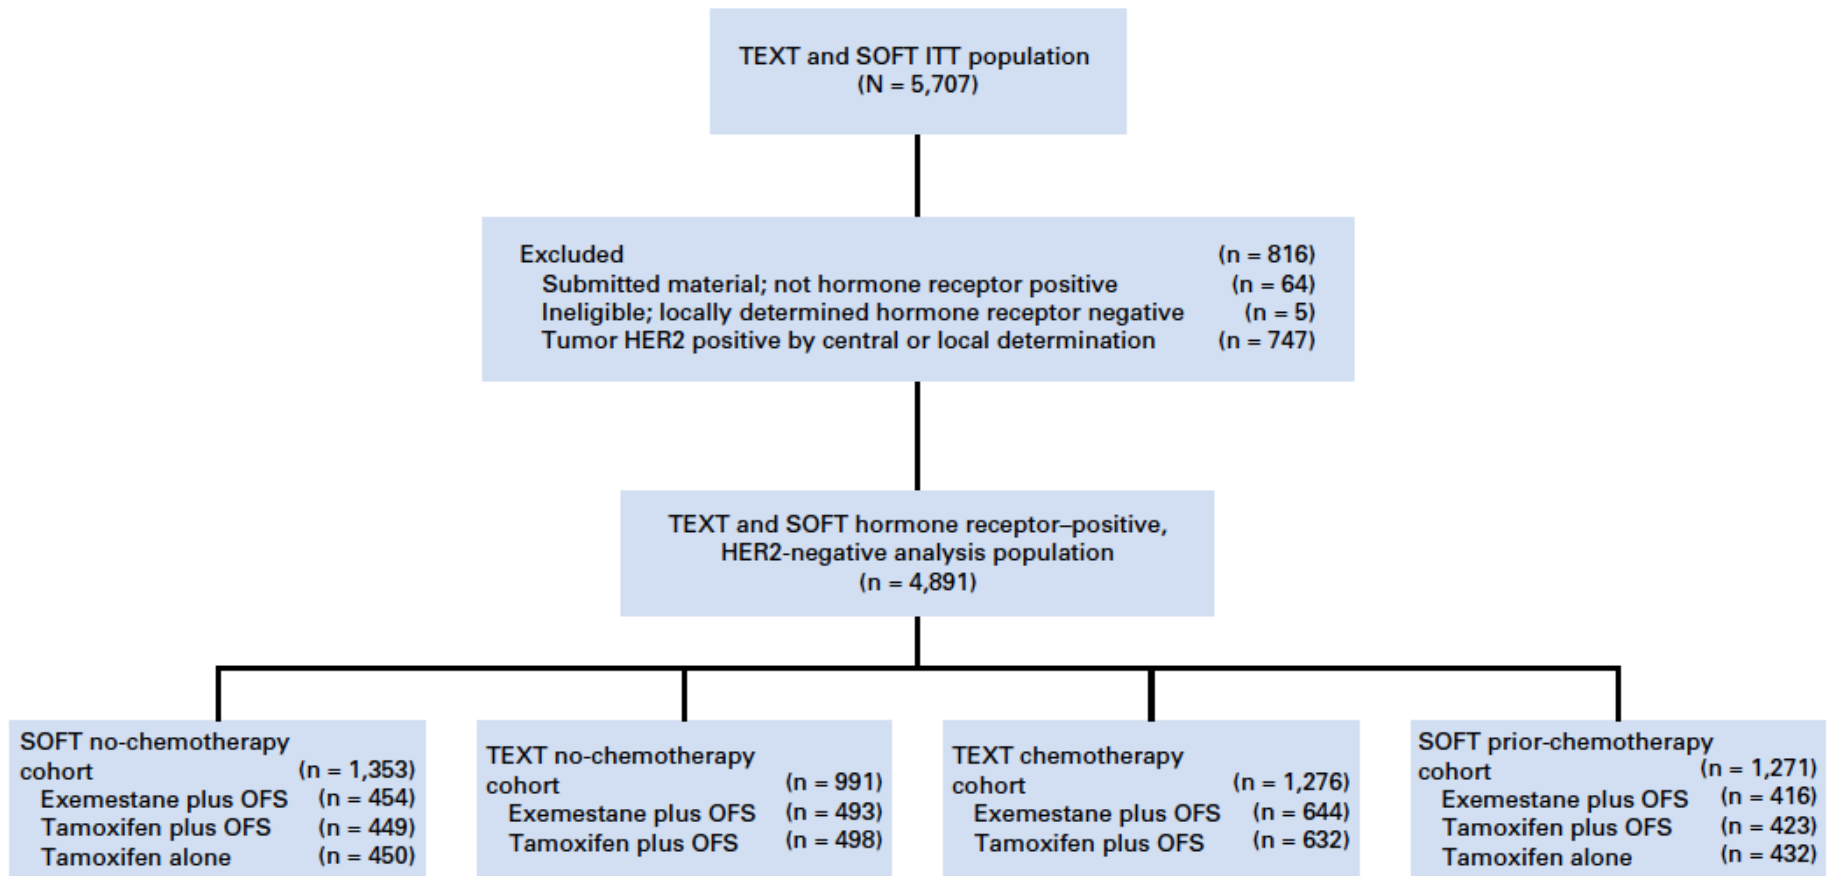 TEXT and SOFT ITT population
(N = 5,707)
Excluded (n = 816)
Submitted material; not hormone receptor positive (n = 64)
Ineligible; locally determined hormone receptor negative (n = 5)
Tumor HER2 positive by central or local determination (n = 747)
TEXT and SOFT hormone receptor–positive,
HER2-negative analysis population
(n = 4,891)
SOFT no-chemotherapy
cohort (n = 1,353)
Exemestane plus OFS (n = 454)
Tamoxifen plus OFS (n = 449)
Tamoxifen alone (n = 450)
TEXT no-chemotherapy
cohort (n = 991)
Exemestane plus OFS (n = 493)
Tamoxifen plus OFS (n = 498)
TEXT chemotherapy
cohort (n = 1,276)
Exemestane plus OFS (n = 644)
Tamoxifen plus OFS (n = 632)
SOFT prior-chemotherapy
cohort (n = 1,271)
Exemestane plus OFS (n = 416)
Tamoxifen plus OFS (n = 423)
Tamoxifen alone (n = 432)